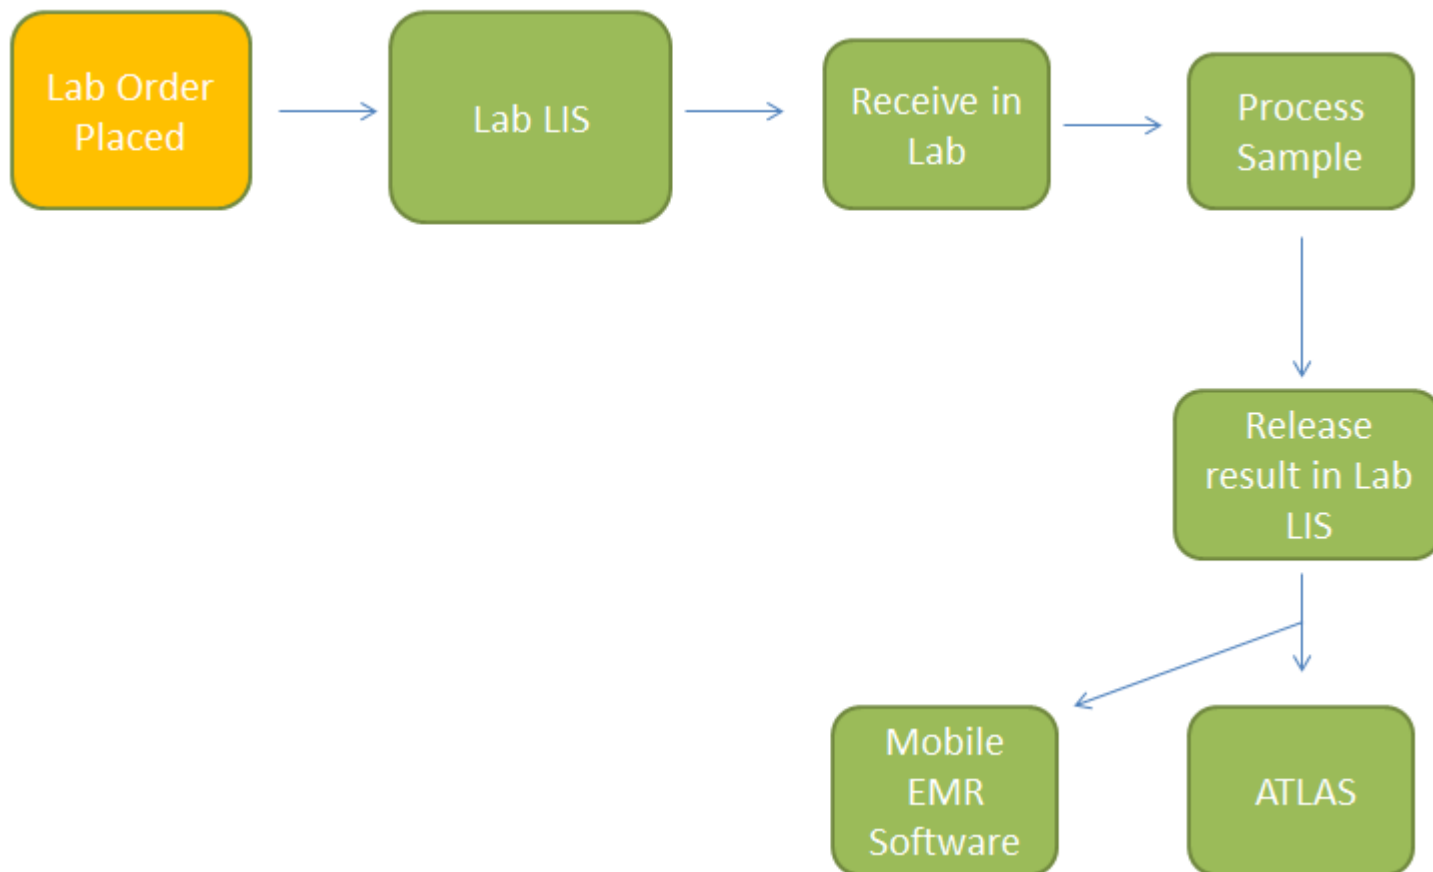 Lab Order
Placed
Lab LIS
Receive in
Lab
Process
Sample
Release
result in Lab
LIS
Mobile
EMR
Software
ATLAS